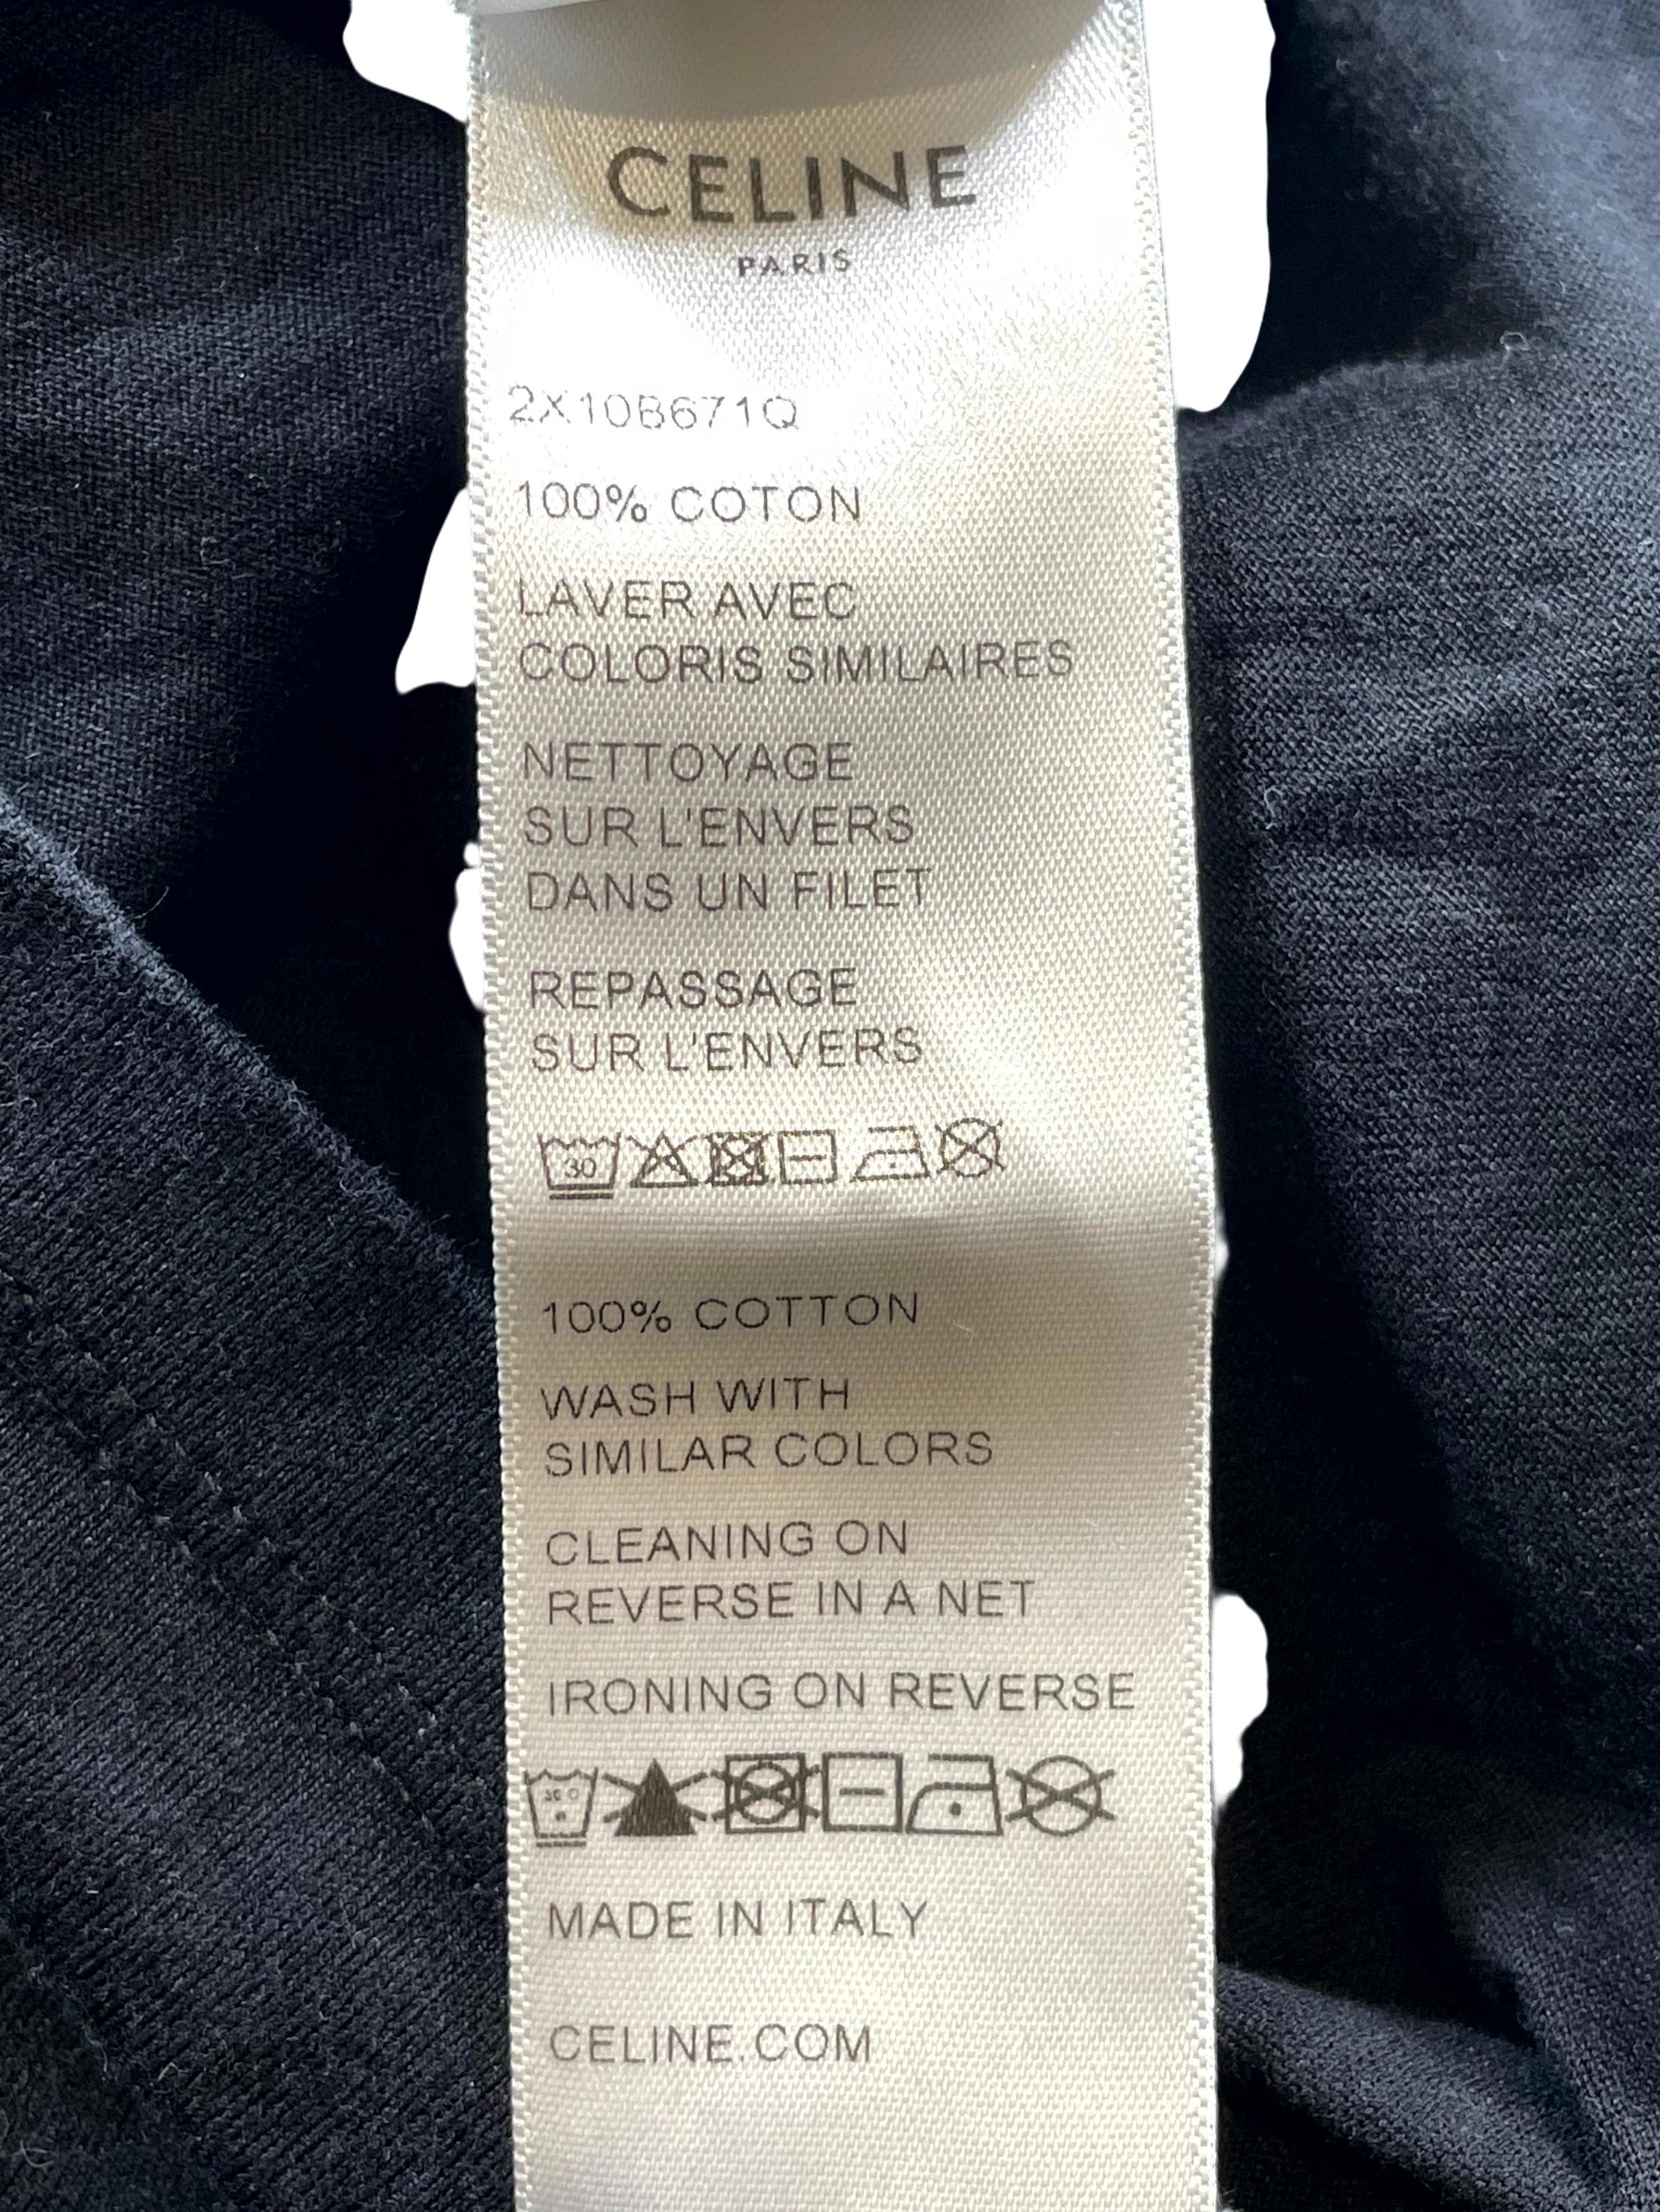 CELINE
PARIS
2X10B671Q
100% COTON
LAVER AVEC
COLORIS SIMILAIRES
NETTOYAGE
SUR L'ENVERS
DANS UN FILET
REPASSAGE
SUR L'ENVERS
30
100% COTTON
WASH WITH
SIMILAR COLORS
CLEANING ON
REVERSE IN A NET
IRONING ON REVERSE
MADE IN ITALY
CELINE.COM